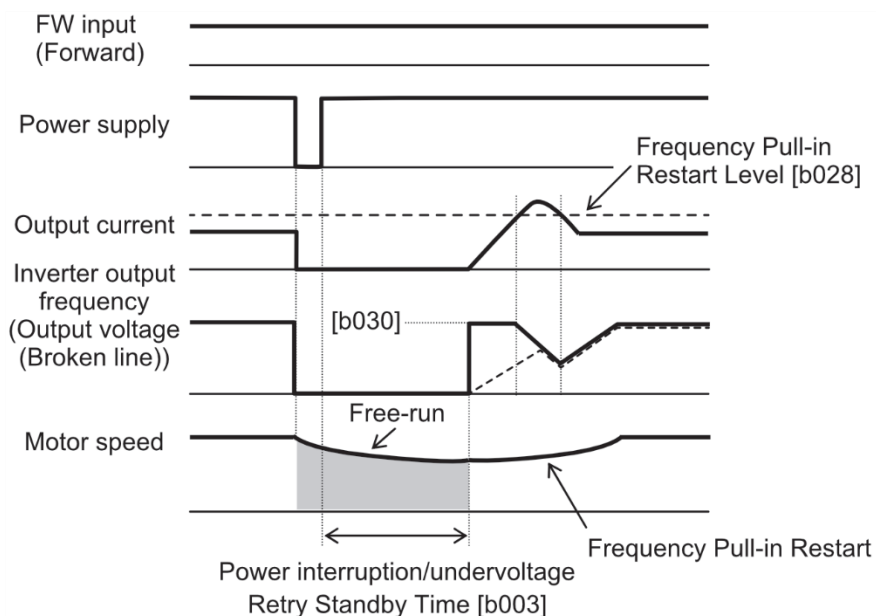 FW input
(Forward)
Power supply
Frequency Pull-in
Restart Level [b028]
Output current
Inverter output
frequency
(Output voltage
(Broken line))
[b030]
Free-run
Motor speed
Frequency Pull-in Restart
Power interruption/undervoltage
Retry Standby Time [b003]